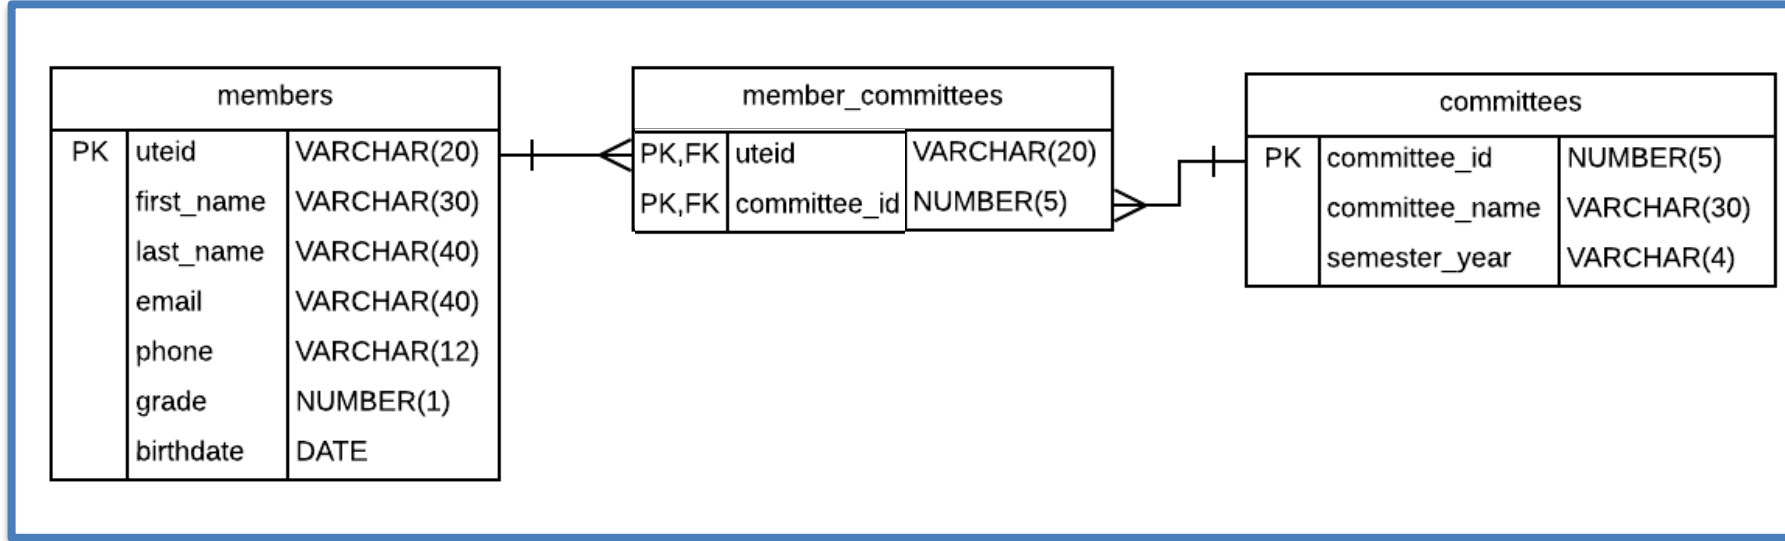 members
PK uteid VARCHAR(20)
first_name VARCHAR(30)
last_name VARCHAR(40)
email VARCHAR(40)
phone VARCHAR(12)
grade NUMBER(1)
birthdate DATE
member_committees
PK,FK uteid VARCHAR(20)
PK,FK committee_id NUMBER(5)
committees
PK committee_id NUMBER(5)
committee_name VARCHAR(30)
semester_year VARCHAR(4)